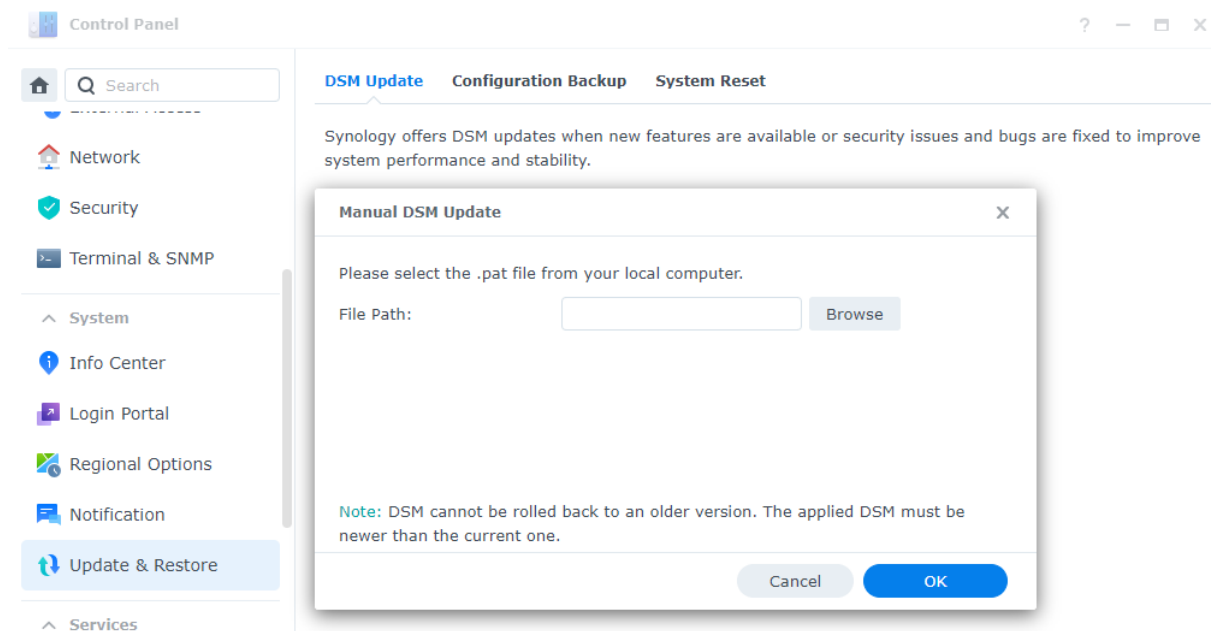 Control Panel
?
Search
DSM Update Configuration Backup System Reset
Synology offers DSM updates when new features are available or security issues and bugs are fixed to improve
system performance and stability.
Network
Security
Terminal & SNMP
System
Info Center
Login Portal
Regional Options
Notification
Update & Restore
Services
Manual DSM Update
Please select the .pat file from your local computer.
File Path:
Browse
Note: DSM cannot be rolled back to an older version. The applied DSM must be
newer than the current one.
Cancel OK